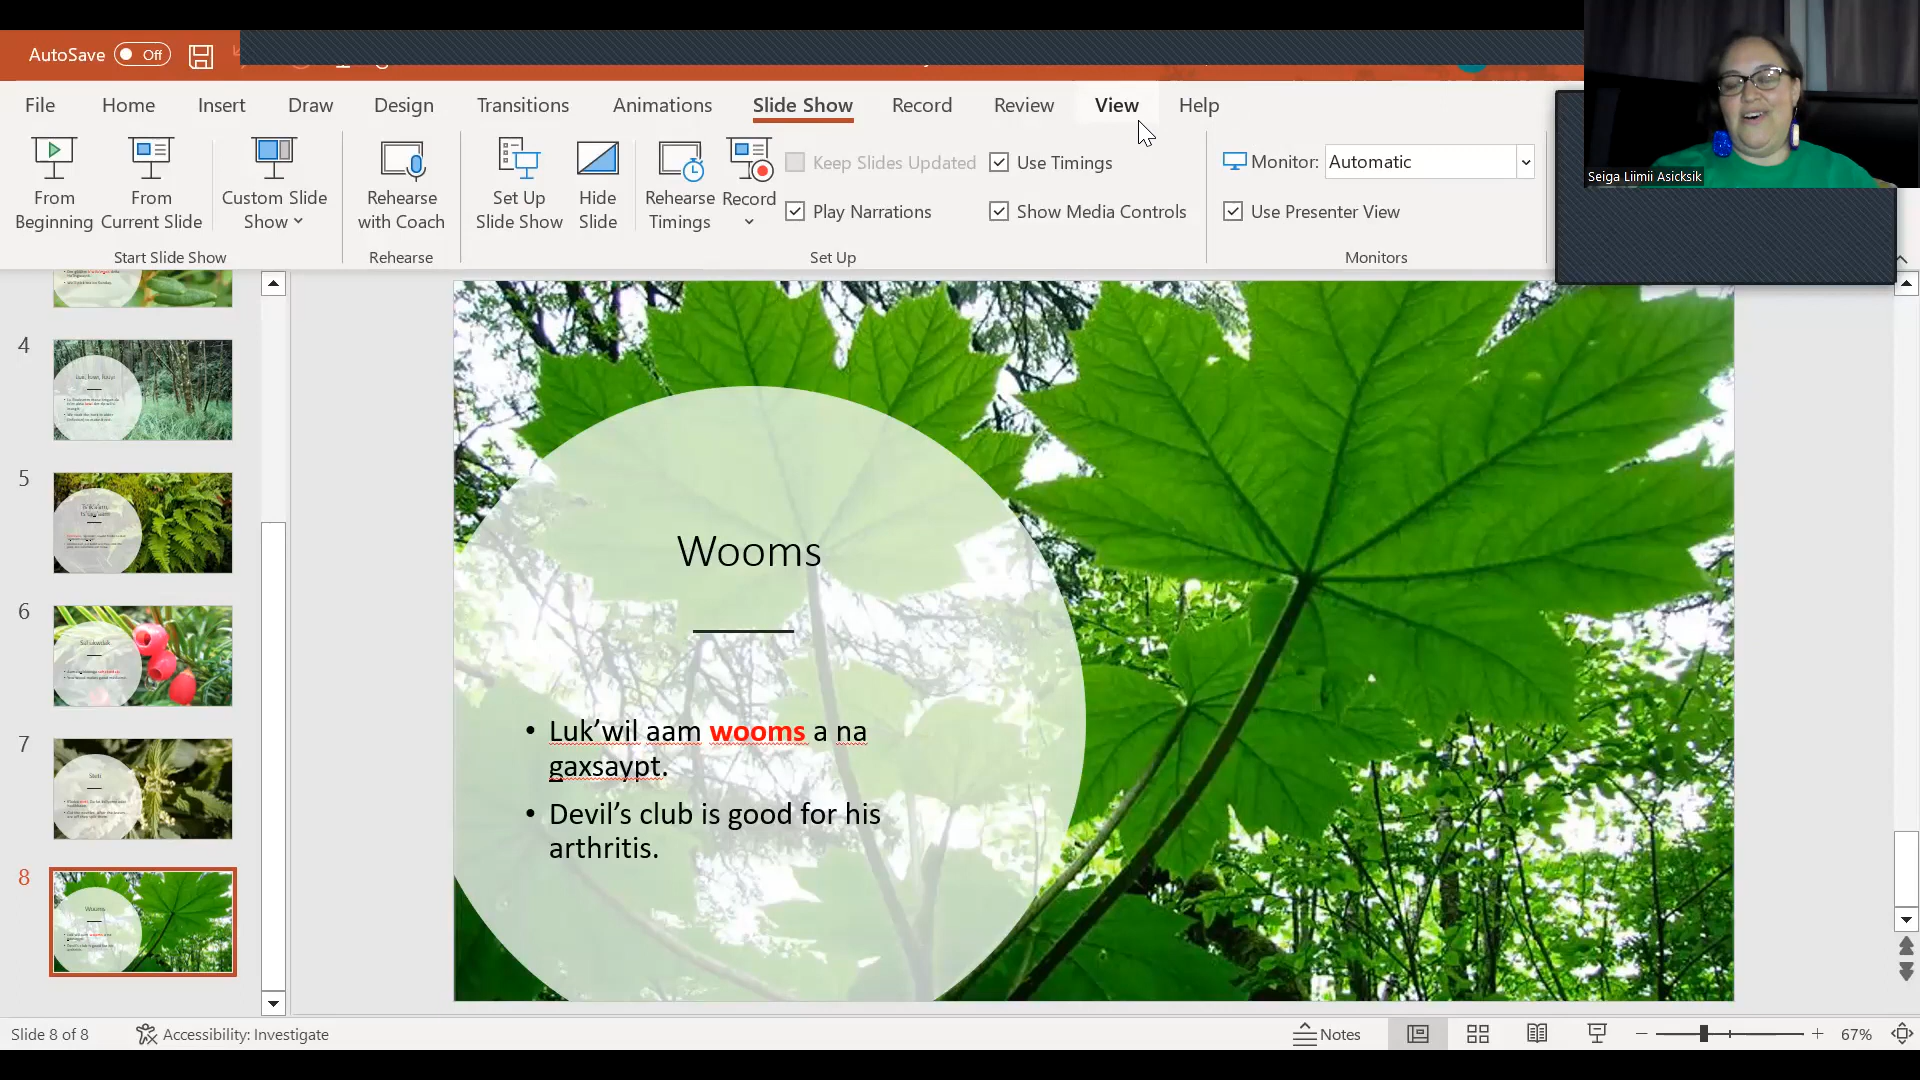 AutoSave Off
File Home Insert Draw Design Transitions Animations Slide Show Record Review View Help
From Beginning
From Current Slide
Custom Slide Show
Rehearse with Coach
Set Up Slide Show
Hide Slide
Rehearse Timings
Record
Keep Slides Updated
Use Timings
Play Narrations
Show Media Controls
Monitor: Automatic
Use Presenter View
Start Slide Show
Rehearse
Set Up
Monitors
Seiga Liimii Asicksik
4
5
6
7
8
Wooms
• Luk’wil aam wooms a na
g̱axsaypt.
• Devil’s club is good for his
arthritis.
Slide 8 of 8
Accessibility: Investigate
Notes
67%